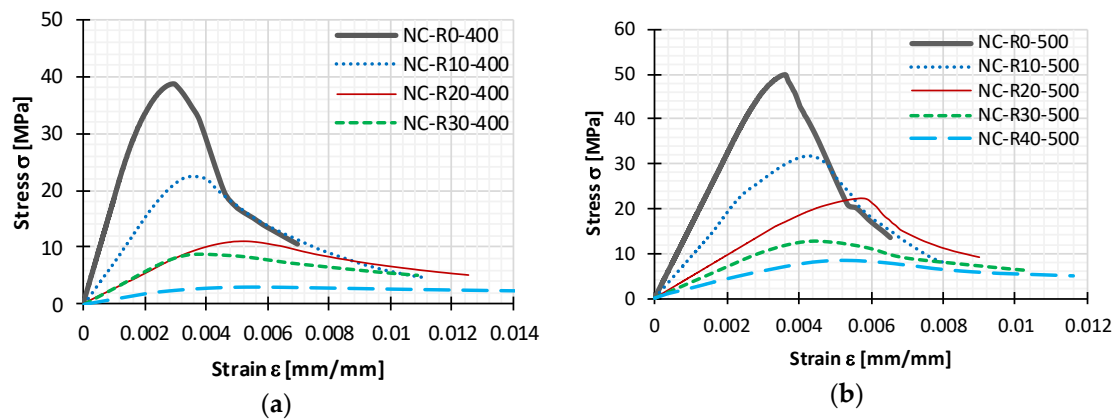 50
40
30
20
10
0
Stress σ [MPa]
NC-R0-400
NC-R10-400
NC-R20-400
NC-R30-400
0 0.002 0.004 0.006 0.008 0.01 0.012 0.014
Strain ε [mm/mm]
(a)
60
50
40
30
20
10
0
Stress σ [MPa]
NC-R0-500
NC-R10-500
NC-R20-500
NC-R30-500
NC-R40-500
0 0.002 0.004 0.006 0.008 0.01 0.012
Strain ε [mm/mm]
(b)